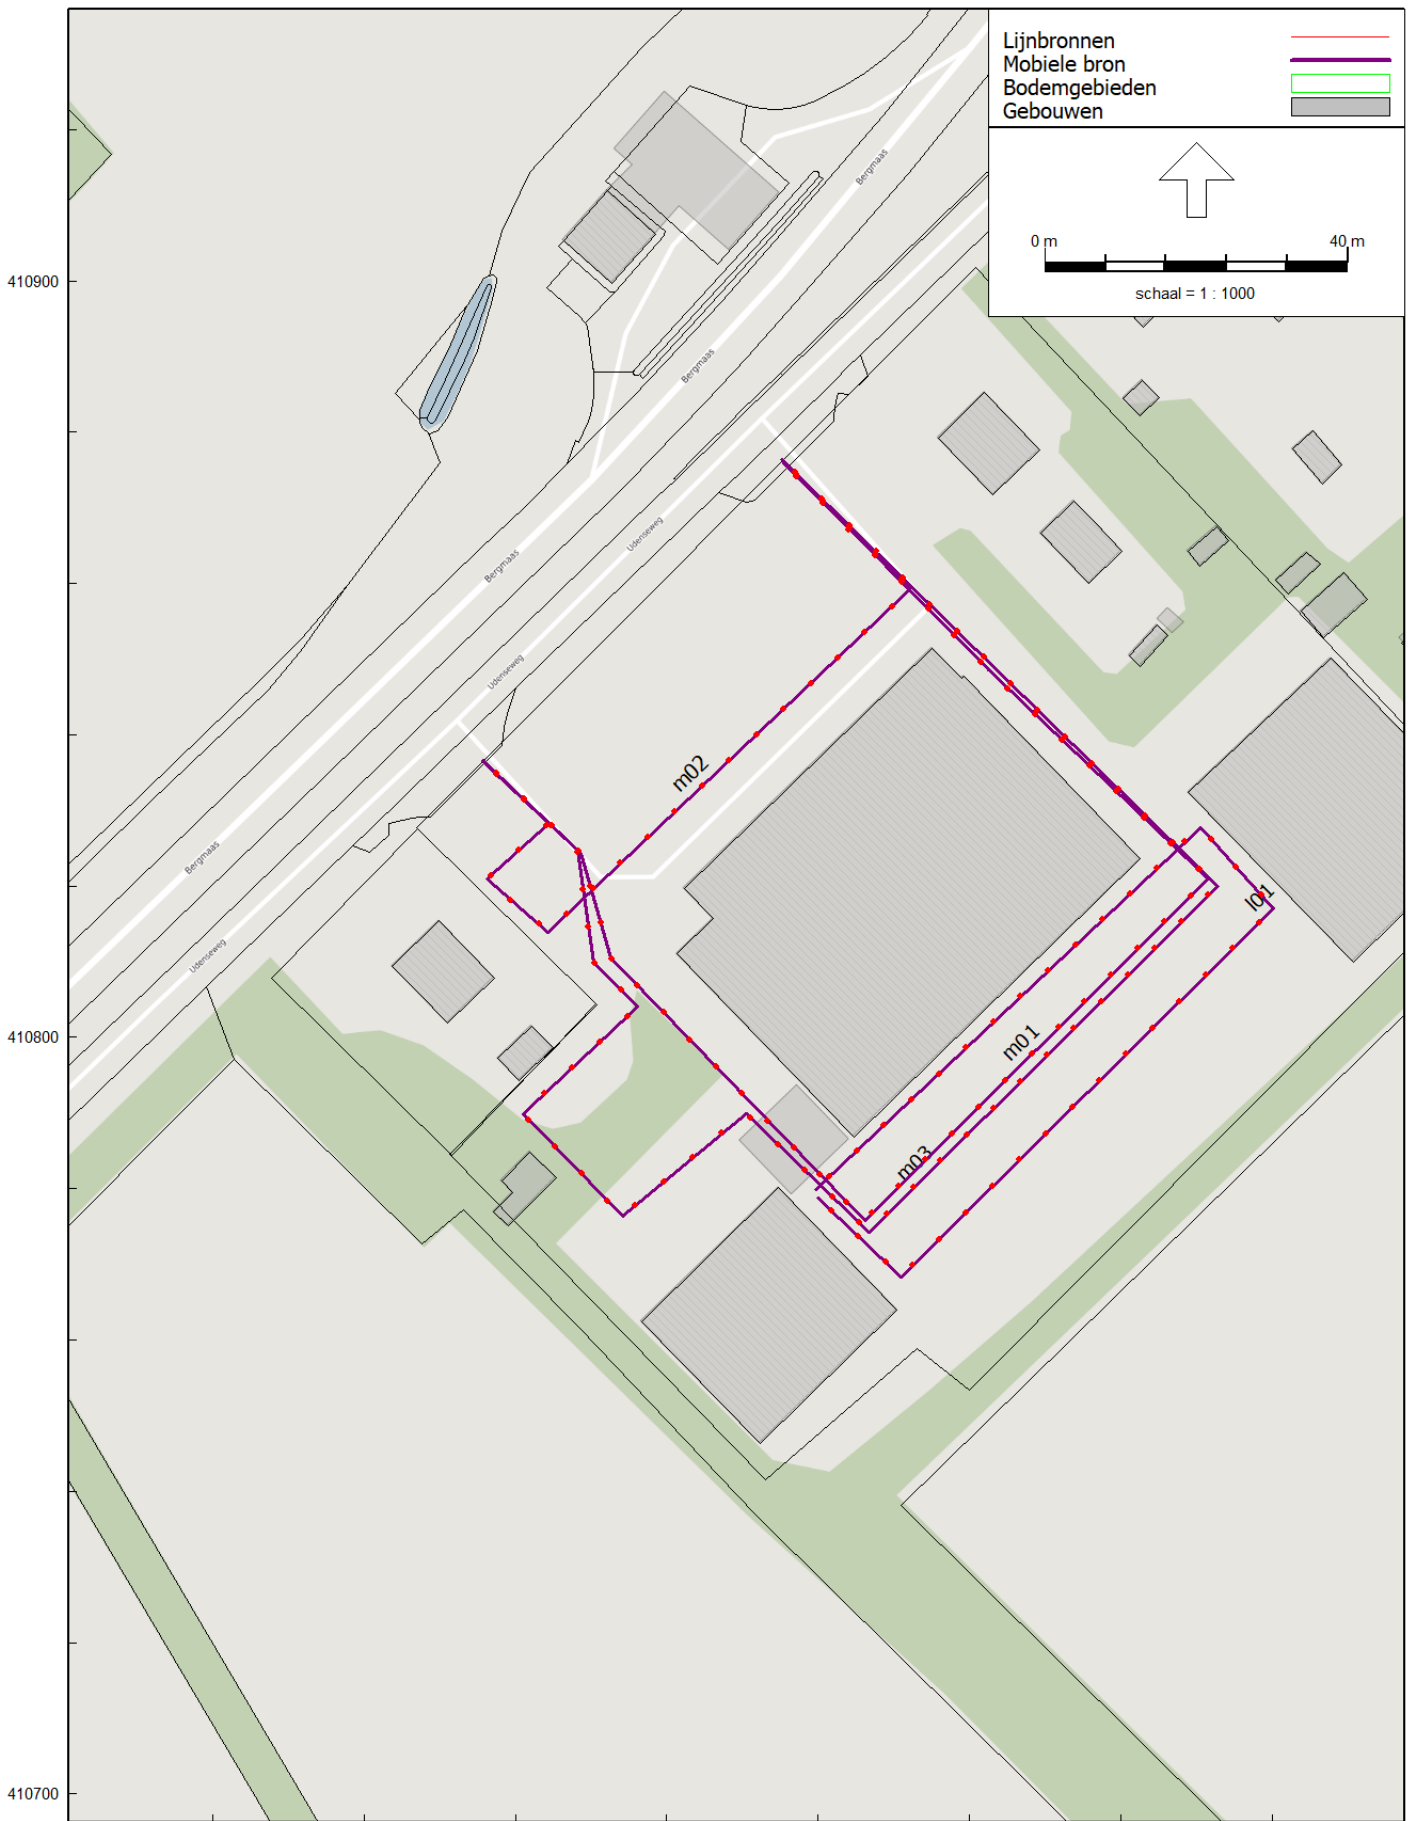 Lijnbronnen
Mobiele bron
Bodemgebieden
Gebouwen
0 m
40 m
schaal = 1 : 1000
410900
410800
410700
Bergmaas
Bergmaas
Bergmaas
Bergmaas
Udenseweg
Udenseweg
Udenseweg
m02
l01
m01
m03